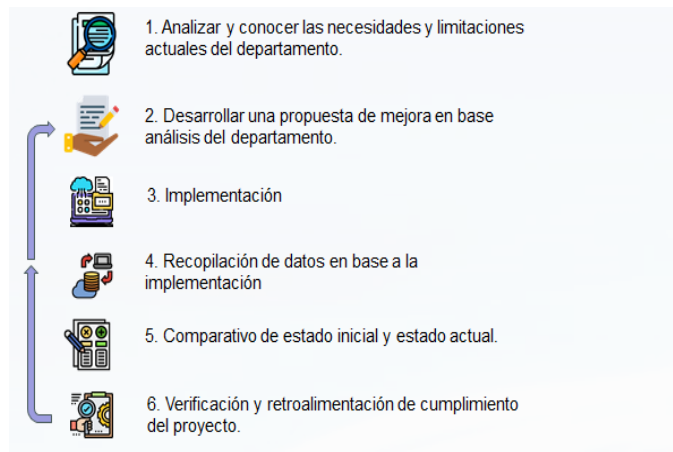 1. Analizar y conocer las necesidades y limitaciones
actuales del departamento.
2. Desarrollar una propuesta de mejora en base
análisis del departamento.
3. Implementación
4. Recopilación de datos en base a la
implementación
5. Comparativo de estado inicial y estado actual.
6. Verificación y retroalimentación de cumplimiento
del proyecto.